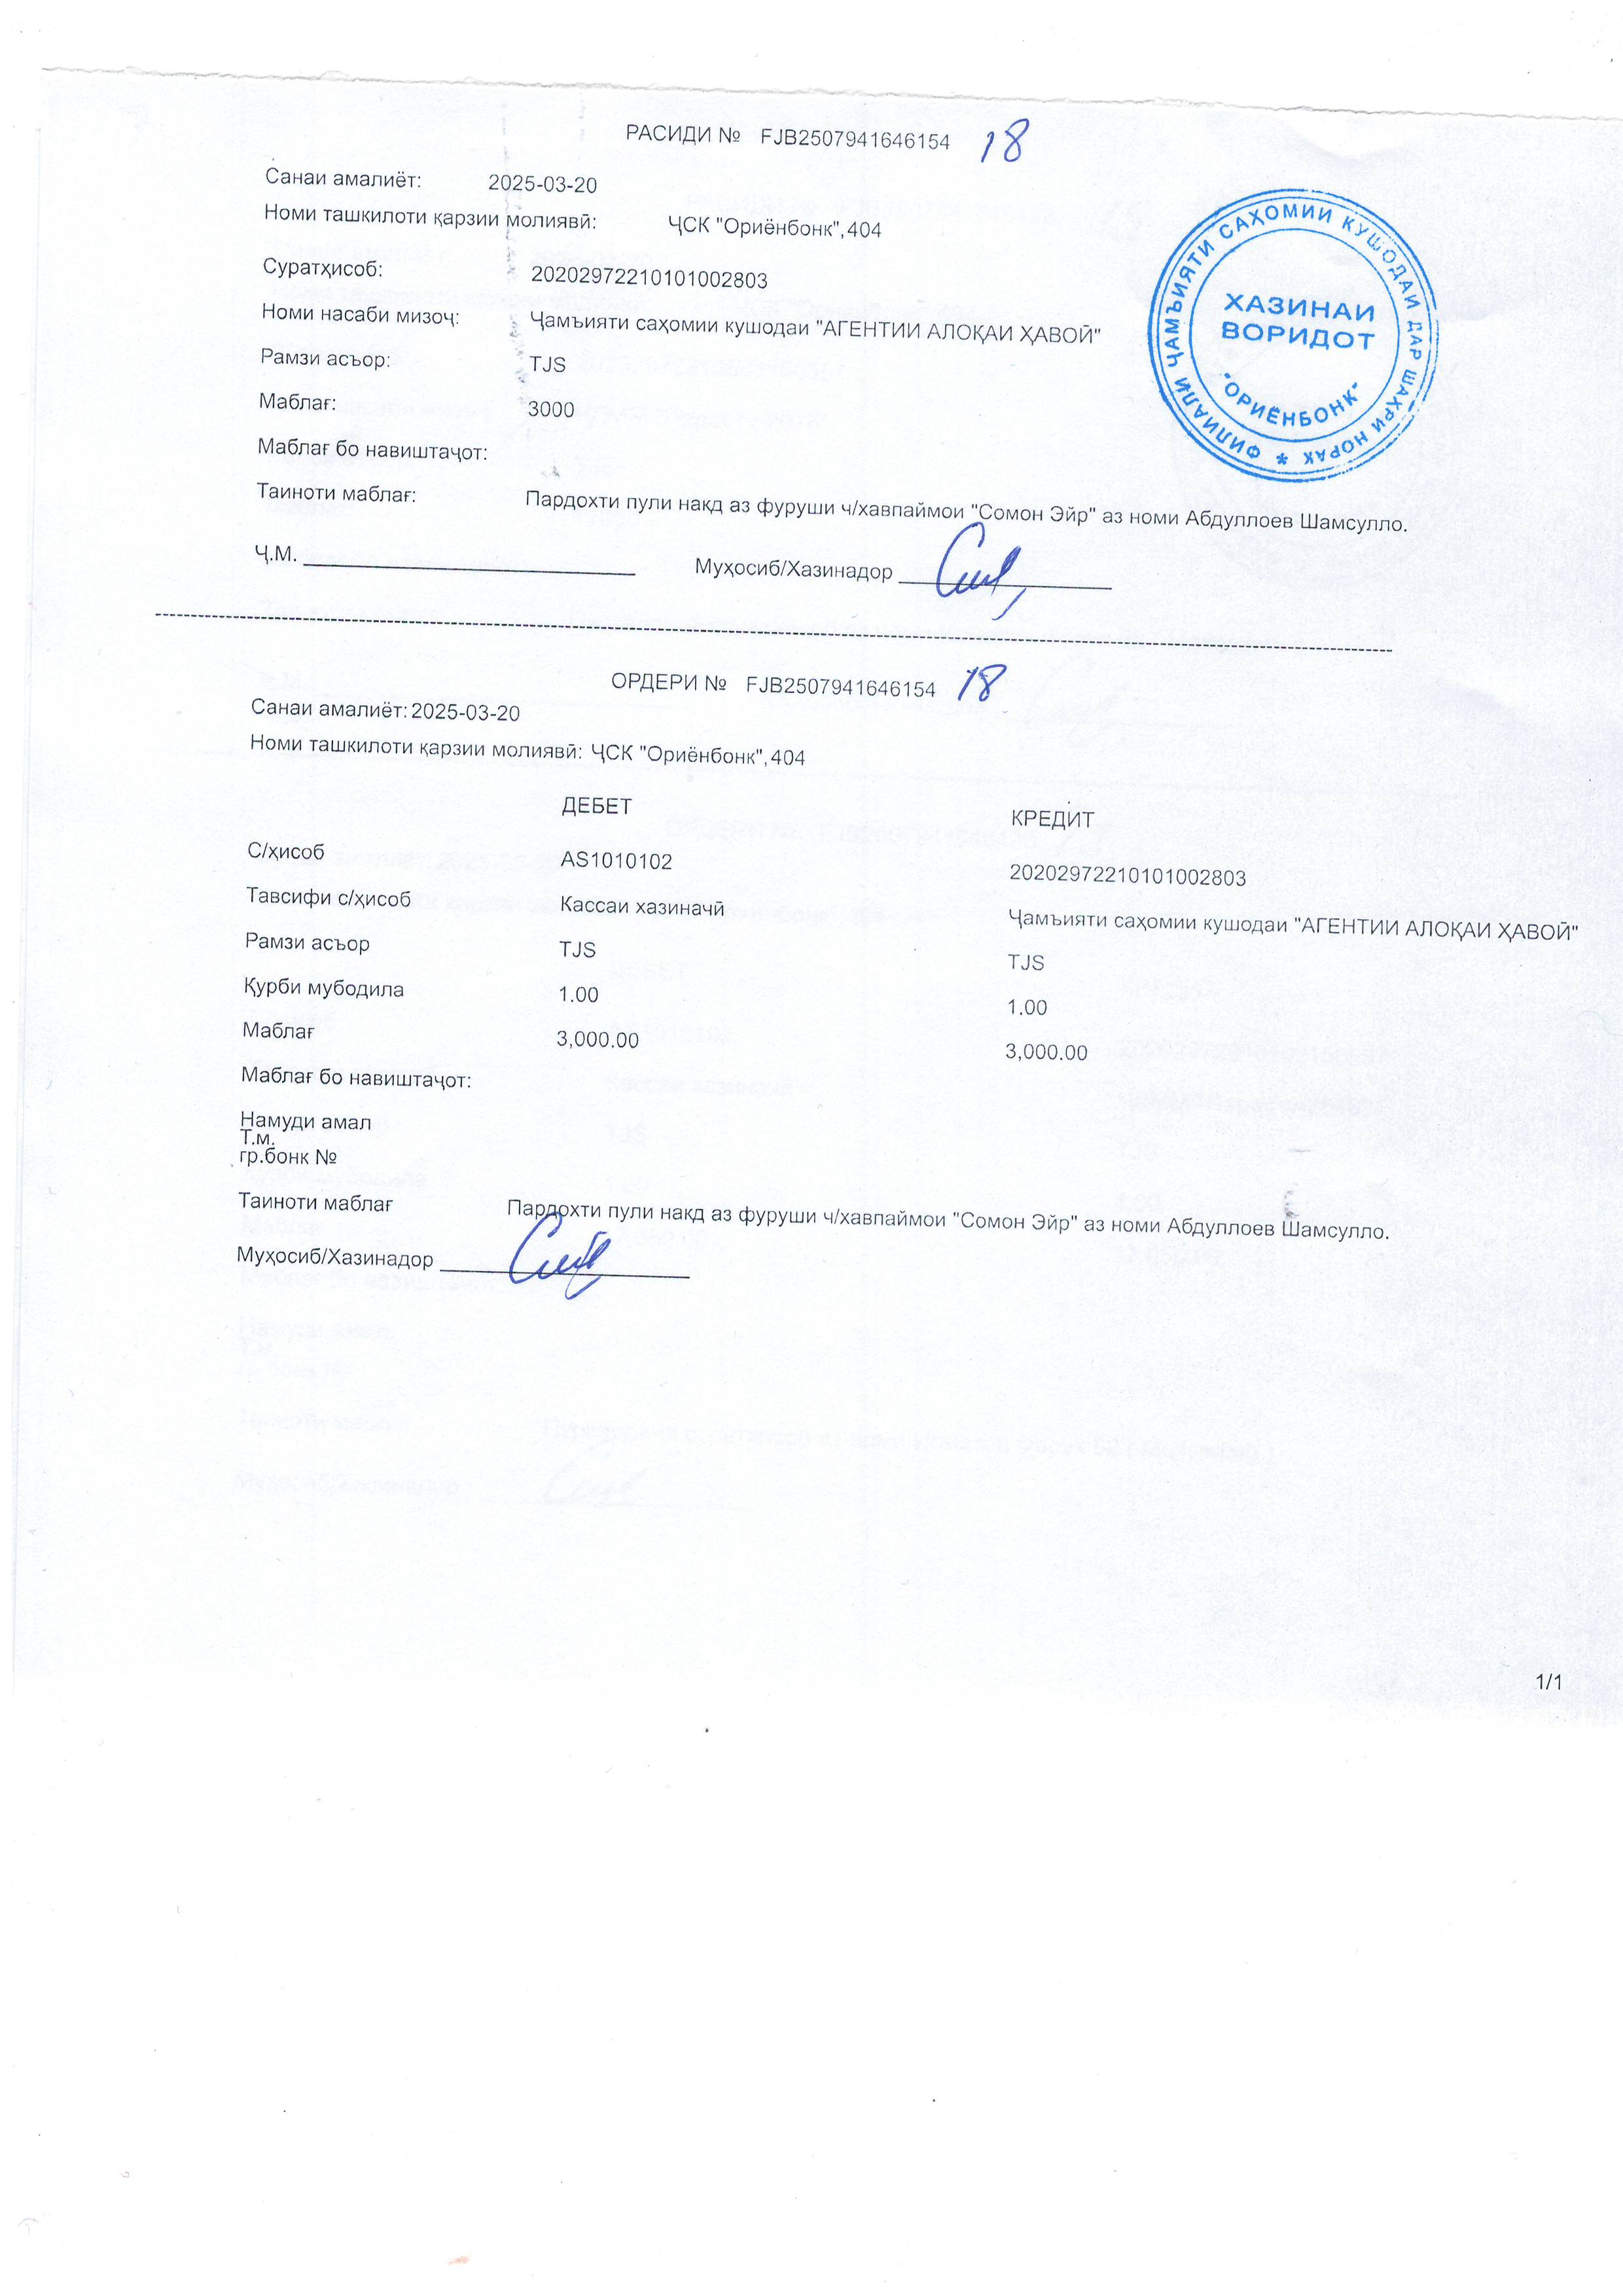 РАСИДИ № FJB2507941646154 18
Санаи амалиёт: 2025-03-20
Номи ташкилоти қарзии молиявӣ: ҶСК "Ориёнбонк",404
Суратҳисоб: 20202972210101002803
Номи насаби мизоҷ: Ҷамъияти саҳомии кушодаи "АГЕНТИИ АЛОҚАИ ҲАВОӢ"
Рамзи асъор: TJS
Маблағ: 3000
Маблағ бо навиштаҷот:
Таиноти маблағ: Пардохти пули накд аз фуруши ч/хавпаймои "Сомон Эйр" аз номи Абдуллоев Шамсулло.
Ҷ.М. Муҳосиб/Хазинадор
ФИЛИАЛИ ҶАМЪИЯТИ САҲОМИИ КУШОДАИ ДАР ШАҲРИ НОРАК *
ХАЗИНАИ
ВОРИДОТ
"ОРИЁНБОНК"
ОРДЕРИ № FJB2507941646154 18
Санаи амалиёт: 2025-03-20
Номи ташкилоти қарзии молиявӣ: ҶСК "Ориёнбонк",404
ДЕБЕТ КРЕДИТ
С/ҳисоб AS1010102 20202972210101002803
Тавсифи с/ҳисоб Кассаи хазиначӣ Ҷамъияти саҳомии кушодаи "АГЕНТИИ АЛОҚАИ ҲАВОӢ"
Рамзи асъор TJS TJS
Қурби мубодила 1.00 1.00
Маблағ 3,000.00 3,000.00
Маблағ бо навиштаҷот:
Намуди амал
Т.м.
гр.бонк №
Таиноти маблағ Пардохти пули накд аз фуруши ч/хавпаймои "Сомон Эйр" аз номи Абдуллоев Шамсулло.
Муҳосиб/Хазинадор
1/1